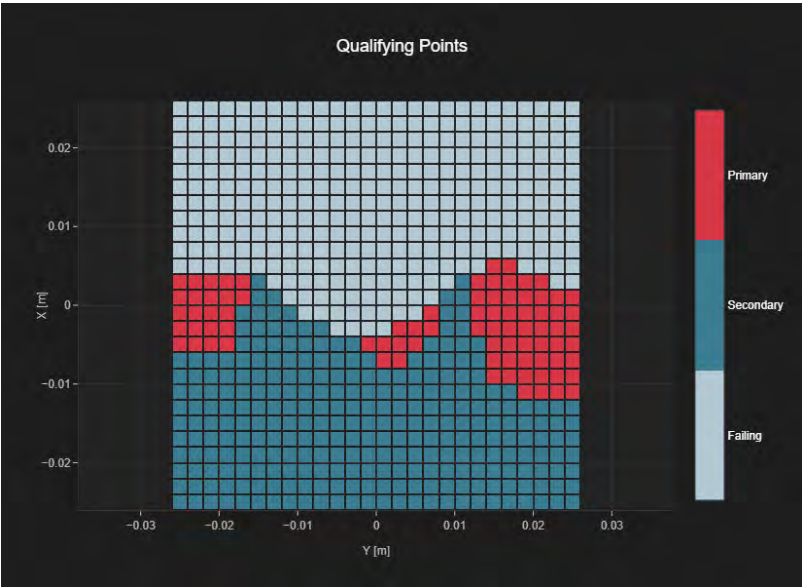 Qualifying Points
0.02
0.01
0
−0.01
−0.02
X [m]
−0.03
−0.02
−0.01
0
0.01
0.02
0.03
Y [m]
Primary
Secondary
Failing